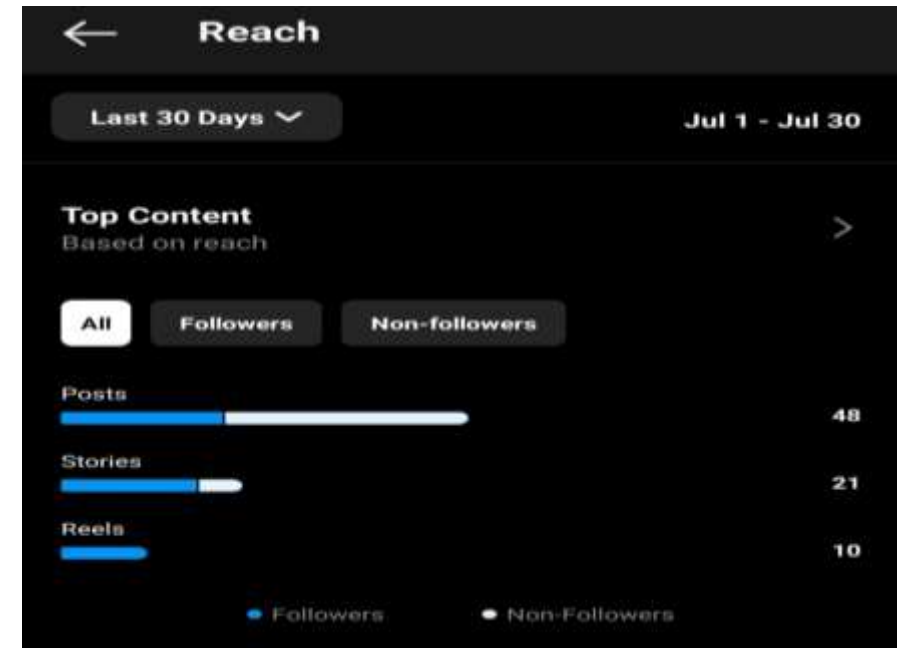 Reach
Last 30 Days
Jul 1 - Jul 30
Top Content
Based on reach
All
Followers
Non-followers
Posts
48
Stories
21
Reels
10
Followers
Non-Followers